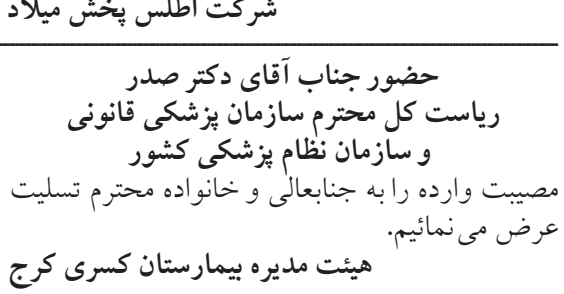 شرکت اطلس پخش میلاد
حضور جناب آقای دکتر صدر
ریاست کل محترم سازمان پزشکی قانونی
و سازمان نظام پزشکی کشور
مصیبت وارده را به جنابعالی و خانواده محترم تسلیت
عرض می‌نمائیم.
هیئت مدیره بیمارستان کسری کرج